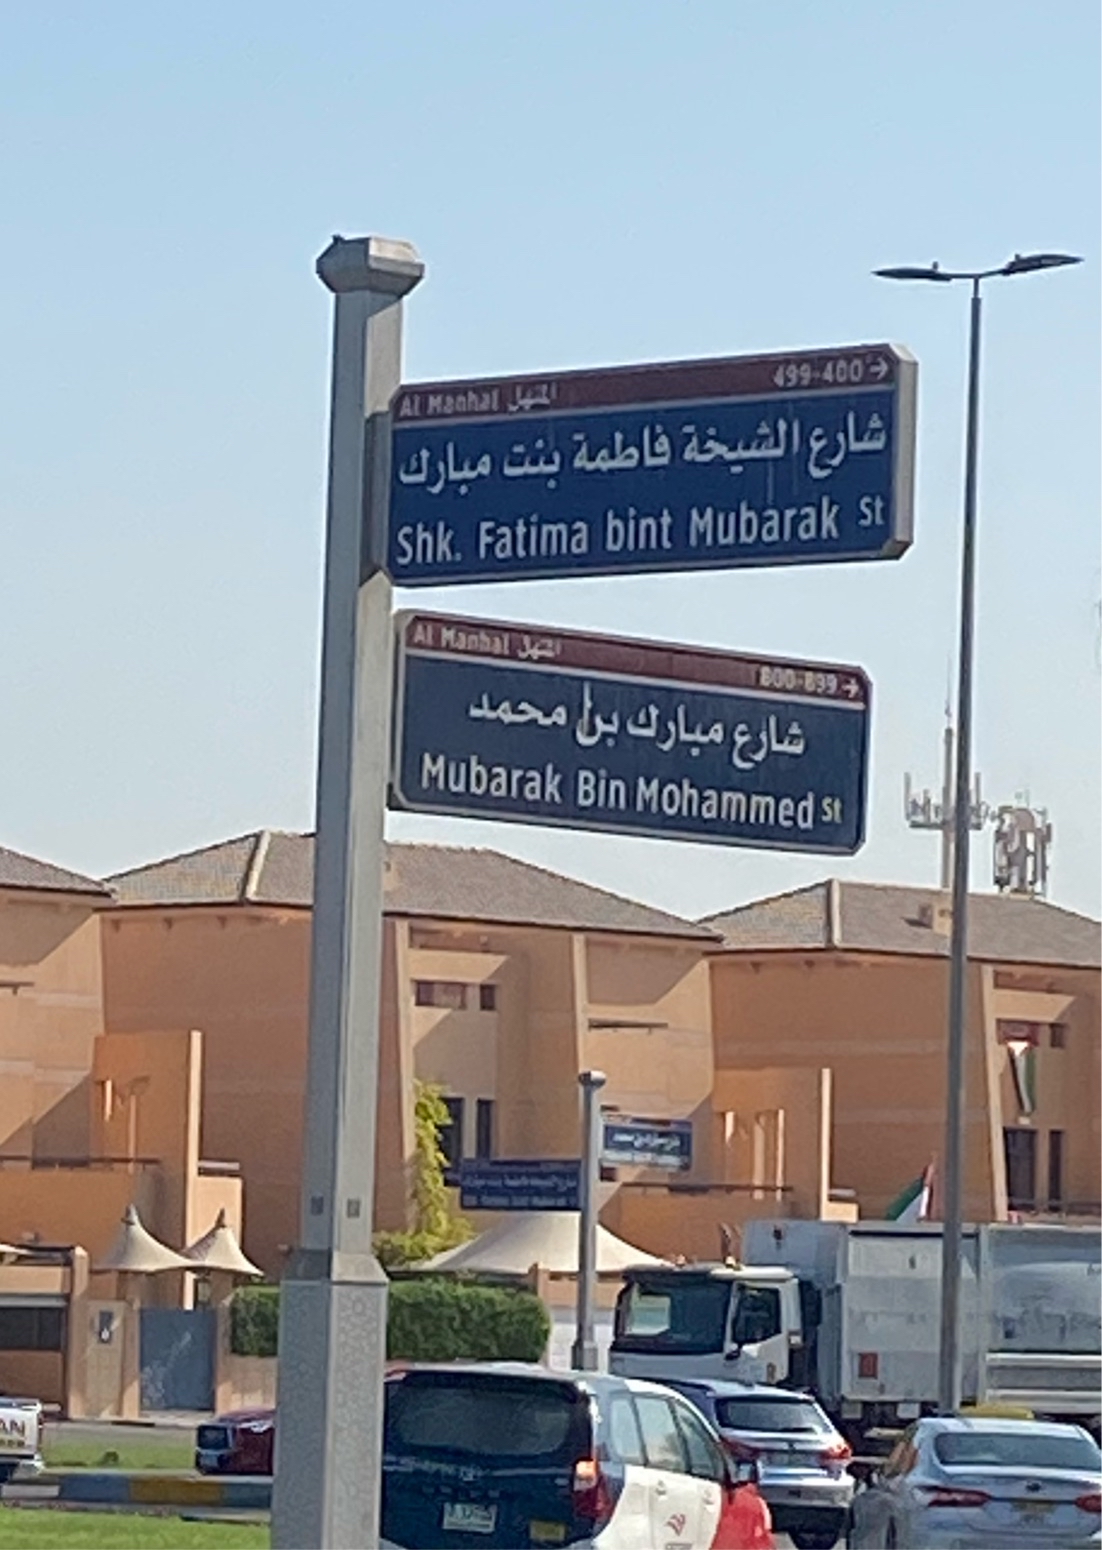 Al Manhal المنهل
499-400 →
شارع الشيخة فاطمة بنت مبارك
Shk. Fatima bint Mubarak St
Al Manhal المنهل
800-899 →
شارع مبارك بن محمد
Mubarak Bin Mohammed St
AN